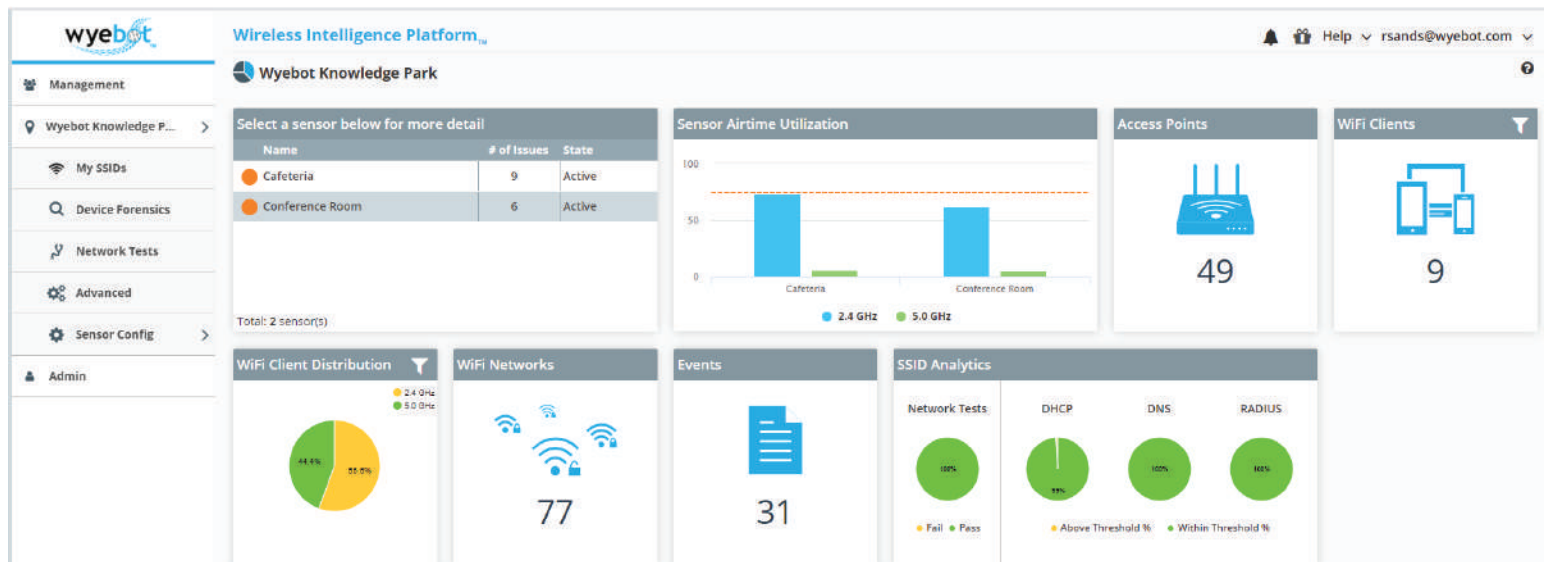 wyebot
Wireless Intelligence Platform™
Help rsands@wyebot.com
Management
Wyebot Knowledge P...
My SSIDs
Device Forensics
Network Tests
Advanced
Sensor Config
Admin
Wyebot Knowledge Park
Select a sensor below for more detail
Name # of Issues State
Cafeteria 9 Active
Conference Room 6 Active
Total: 2 sensor(s)
Sensor Airtime Utilization
100
50
0
Cafeteria Conference Room
2.4 GHz 5.0 GHz
Access Points
49
WiFi Clients
9
WiFi Client Distribution
2.4 GHz
5.0 GHz
44.4% 55.6%
WiFi Networks
77
Events
31
SSID Analytics
Network Tests DHCP DNS RADIUS
100% 99% 100% 100%
Fail Pass Above Threshold % Within Threshold %